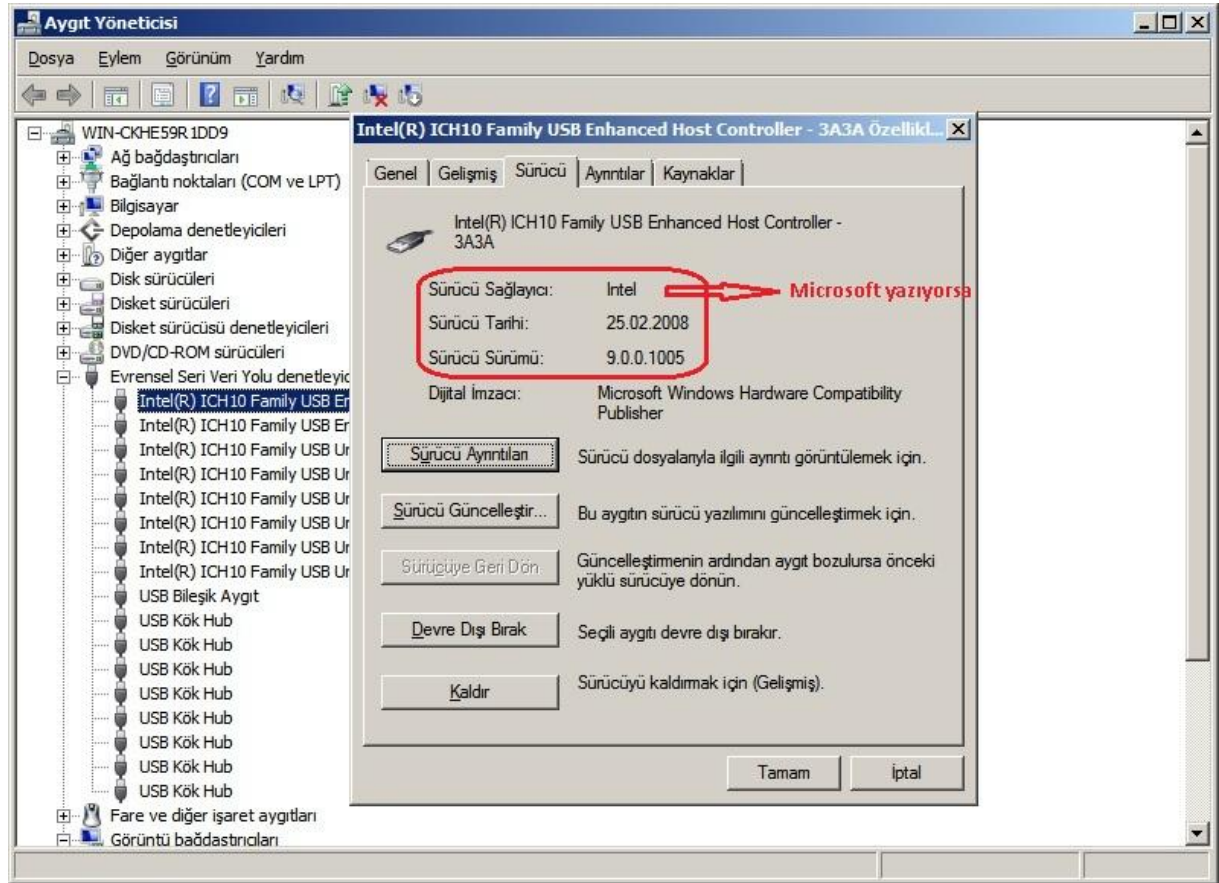 Aygıt Yöneticisi
Dosya Eylem Görünüm Yardım
WIN-CKHE59R1DD9
Ağ bağdaştırıcıları
Bağlantı noktaları (COM ve LPT)
Bilgisayar
Depolama denetleyicileri
Diğer aygıtlar
Disk sürücüleri
Disket sürücüleri
Disket sürücüsü denetleyicileri
DVD/CD-ROM sürücüleri
Evrensel Seri Veri Yolu denetleyic
Intel(R) ICH10 Family USB Er
Intel(R) ICH10 Family USB Er
Intel(R) ICH10 Family USB Ur
Intel(R) ICH10 Family USB Ur
Intel(R) ICH10 Family USB Ur
Intel(R) ICH10 Family USB Ur
Intel(R) ICH10 Family USB Ur
Intel(R) ICH10 Family USB Ur
USB Bileşik Aygıt
USB Kök Hub
USB Kök Hub
USB Kök Hub
USB Kök Hub
USB Kök Hub
USB Kök Hub
USB Kök Hub
USB Kök Hub
Fare ve diğer işaret aygıtları
Görüntü bağdaştırıcıları
Intel(R) ICH10 Family USB Enhanced Host Controller - 3A3A Özellikl...
Genel Gelişmiş Sürücü Ayrıntılar Kaynaklar
Intel(R) ICH10 Family USB Enhanced Host Controller -
3A3A
Sürücü Sağlayıcı: Intel Microsoft yazıyorsa
Sürücü Tarihi: 25.02.2008
Sürücü Sürümü: 9.0.0.1005
Dijital İmzacı: Microsoft Windows Hardware Compatibility
Publisher
Sürücü Ayrıntıları Sürücü dosyalarıyla ilgili ayrıntı görüntülemek için.
Sürücü Güncelleştir... Bu aygıtın sürücü yazılımını güncelleştirmek için.
Sürücüye Geri Dön Güncelleştirmenin ardından aygıt bozulursa önceki
yüklü sürücüye dönün.
Devre Dışı Bırak Seçili aygıtı devre dışı bırakır.
Kaldır Sürücüyü kaldırmak için (Gelişmiş).
Tamam İptal